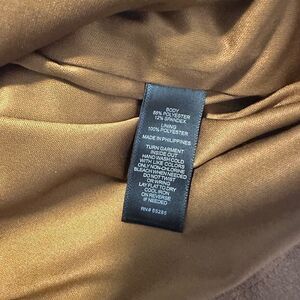 BODY
88% POLYESTER
12% SPANDEX
LINING
100% POLYESTER
MADE IN PHILIPPINES
TURN GARMENT
INSIDE OUT
HAND WASH COLD
WITH LIKE COLORS
ONLY NON-CHLORINE
BLEACH WHEN NEEDED
DO NOT TWIST
OR WRING
LAY FLAT TO DRY
COOL IRON
ON REVERSE
IF NEEDED
RN# 55285